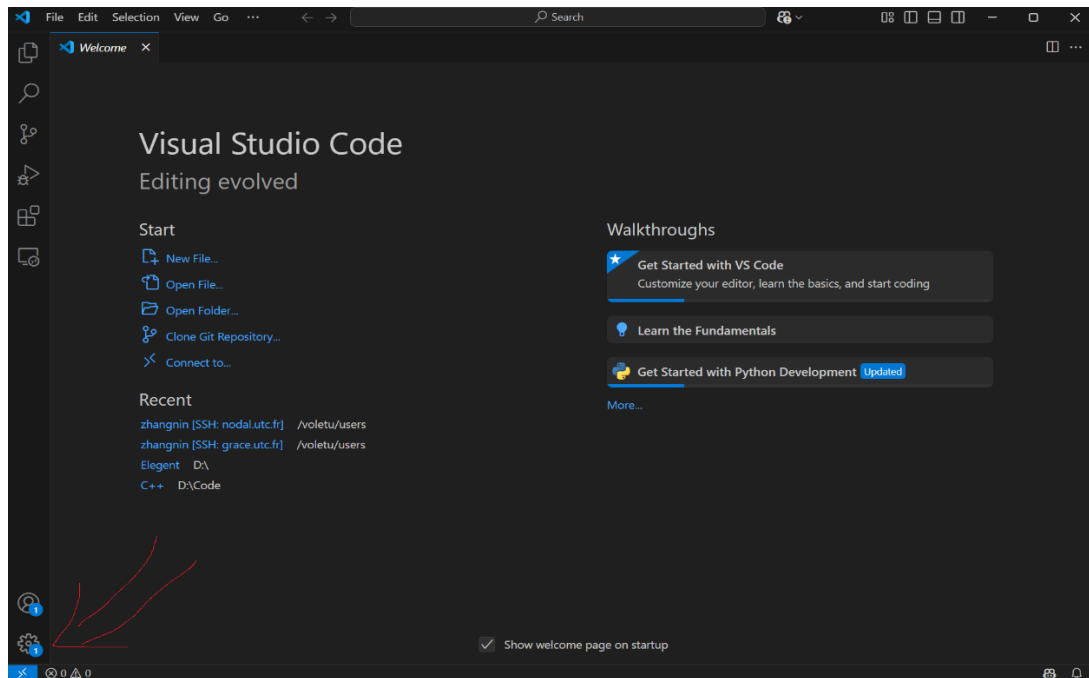 File Edit Selection View Go ··· Search
Welcome
Visual Studio Code
Editing evolved
Start
New File...
Open File...
Open Folder...
Clone Git Repository...
Connect to...
Recent
zhangnin [SSH: nodal.utc.fr] /voletu/users
zhangnin [SSH: grace.utc.fr] /voletu/users
Elegent D:\
C++ D:\Code
Walkthroughs
Get Started with VS Code
Customize your editor, learn the basics, and start coding
Learn the Fundamentals
Get Started with Python Development Updated
More...
1
1
Show welcome page on startup
0 0